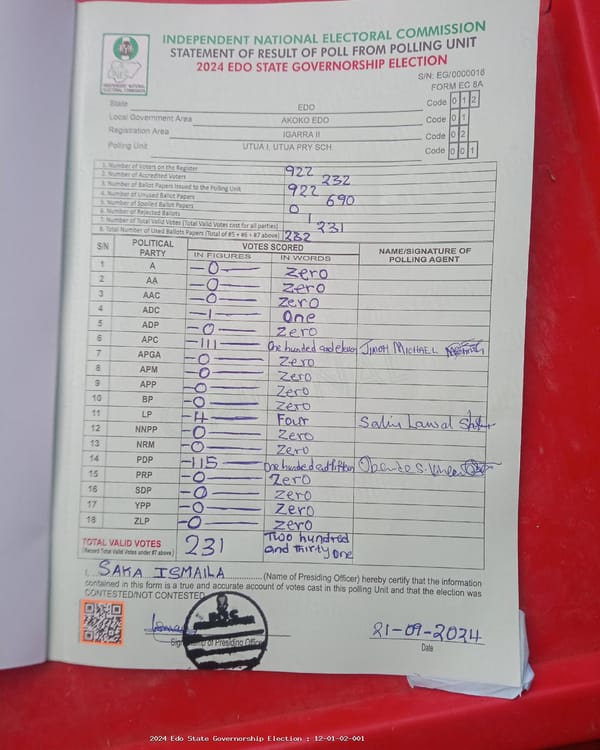 INDEPENDENT NATIONAL ELECTORAL COMMISSION
STATEMENT OF RESULT OF POLL FROM POLLING UNIT
2024 EDO STATE GOVERNORSHIP ELECTION
S/N: EG/0000016
FORM EC 8A
INDEPENDENT NATIONAL ELECTORAL COMMISSION
State EDO Code 0 1 2
Local Government Area AKOKO EDO Code 0 1
Registration Area IGARRA II Code 0 2
Polling Unit UTUA I, UTUA PRY SCH. Code 0 0 1
1. Number of Voters on the Register 922
2. Number of Accredited Voters 232
3. Number of Ballot Papers Issued to the Polling Unit 922
4. Number of Unused Ballot Papers 690
5. Number of Spoiled Ballot Papers 0
6. Number of Rejected Ballots 1
7. Number of Total Valid Votes (Total Valid Votes cast for all parties) 231
8. Total Number of Used Ballots Papers (Total of #5 + #6 + #7 above) 232
S/N POLITICAL PARTY VOTES SCORED NAME/SIGNATURE OF POLLING AGENT
IN FIGURES IN WORDS
1 A -0- Zero
2 AA -0- Zero
3 AAC -0- Zero
4 ADC -1- One
5 ADP -0- Zero
6 APC -111- One hundred and eleven JIMOH MICHAEL
7 APGA -0- Zero
8 APM -0- Zero
9 APP -0- Zero
10 BP -0- Zero
11 LP -4- Four Lawal
12 NNPP -0- Zero
13 NRM -0- Zero
14 PDP -115- One hundred and fifteen
15 PRP -0- Zero
16 SDP -0- Zero
17 YPP -0- Zero
18 ZLP -0- Zero
TOTAL VALID VOTES 231 Two hundred and thirty one
(Record Total Valid Votes under #7 above)
I, SAKA ISMAILA (Name of Presiding Officer) hereby certify that the information
contained in this form is a true and accurate account of votes cast in this polling Unit and that the election was
CONTESTED/NOT CONTESTED.
21-09-2024
Signature of Presiding Officer Date
2024 Edo State Governorship Election : 12-01-02-001